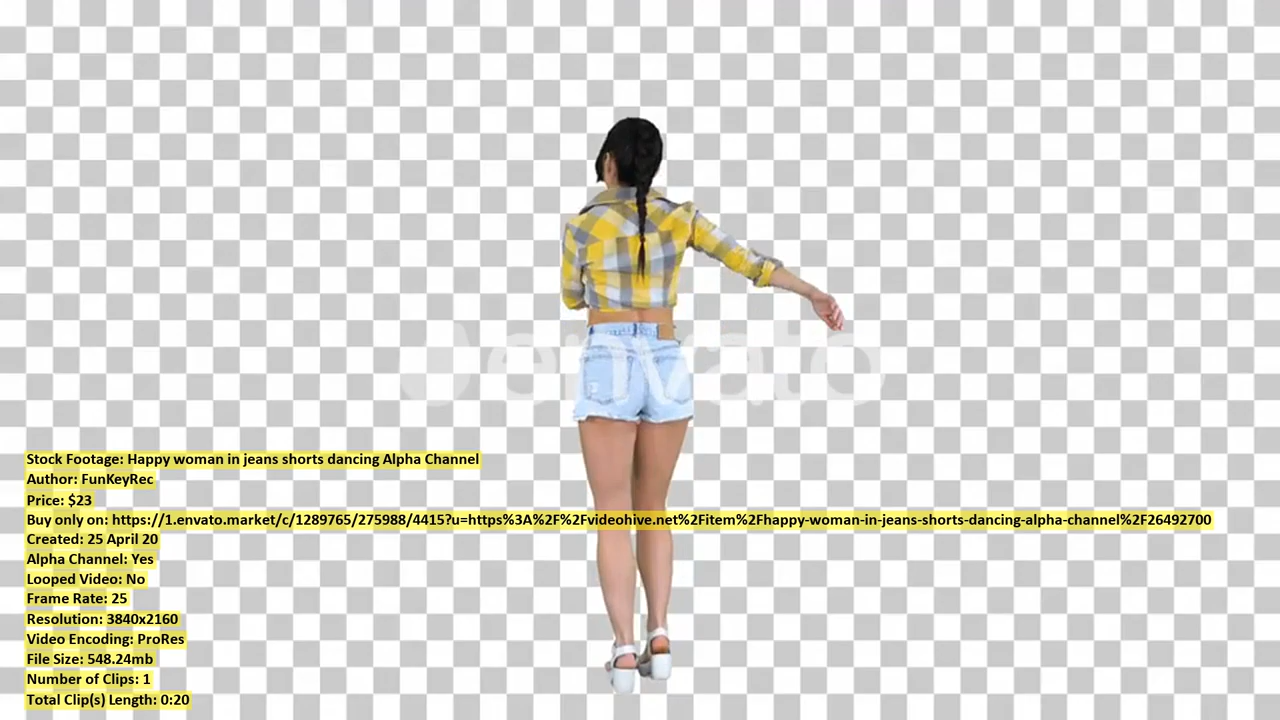 envato
Stock Footage: Happy woman in jeans shorts dancing Alpha Channel
Author: FunKeyRec
Price: $23
Buy only on: https://1.envato.market/c/1289765/275988/4415?u=https%3A%2F%2Fvideohive.net%2Fitem%2Fhappy-woman-in-jeans-shorts-dancing-alpha-channel%2F26492700
Created: 25 April 20
Alpha Channel: Yes
Looped Video: No
Frame Rate: 25
Resolution: 3840x2160
Video Encoding: ProRes
File Size: 548.24mb
Number of Clips: 1
Total Clip(s) Length: 0:20